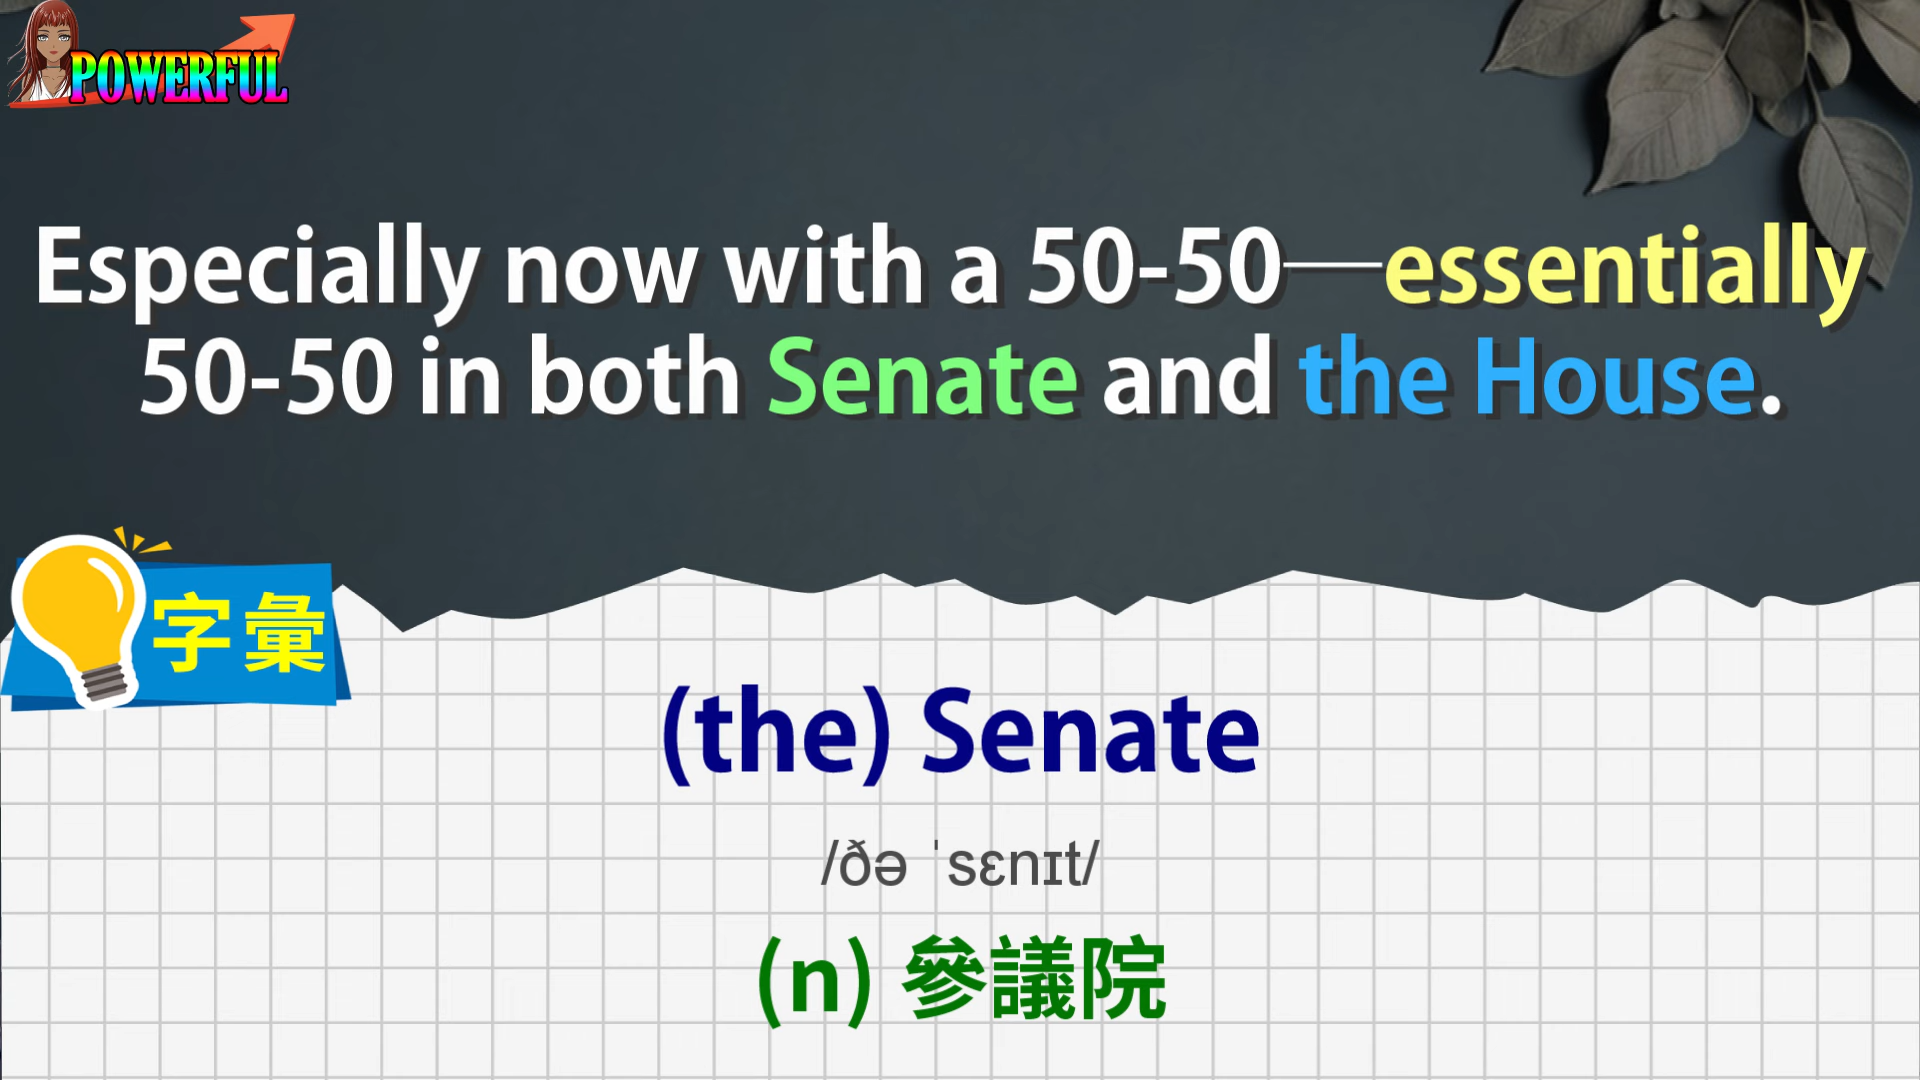 POWERFUL
Especially now with a 50-50—essentially
50-50 in both Senate and the House.
字彙
(the) Senate
/ðə ˈsɛnɪt/
(n) 參議院